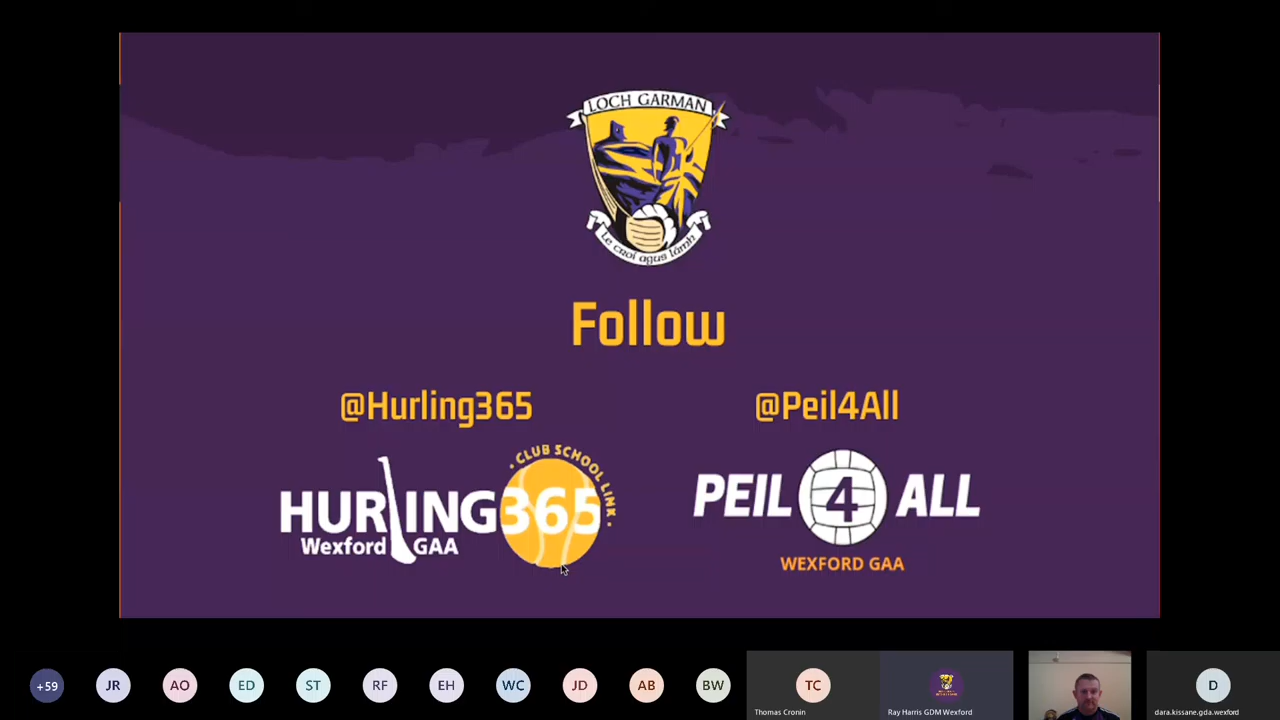 LOCH GARMAN
Le croí agus lámh
Follow
@Hurling365
@Peil4All
• CLUB SCHOOL LINK •
HURLING365
Wexford GAA
PEIL 4 ALL
WEXFORD GAA
+59
JR
AO
ED
ST
RF
EH
WC
JD
AB
BW
TC
D
Thomas Cronin
Ray Harris GDM Wexford
dara.kissane.gda.wexford